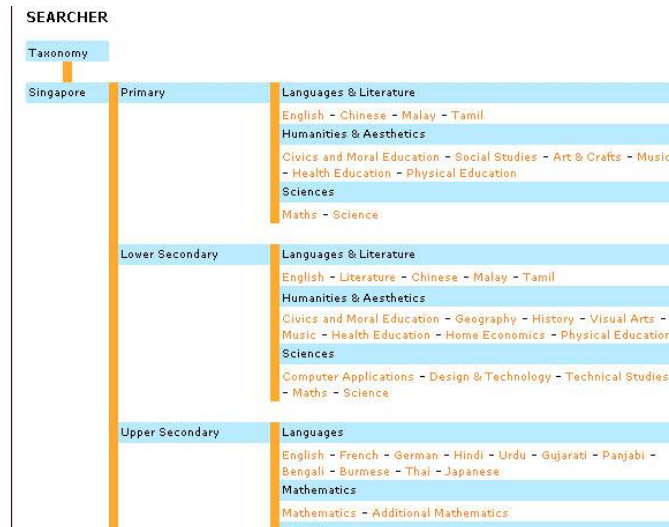 SEARCHER
Taxonomy
Singapore
Primary
Languages & Literature
English - Chinese - Malay - Tamil
Humanities & Aesthetics
Civics and Moral Education - Social Studies - Art & Crafts - Music
- Health Education - Physical Education
Sciences
Maths - Science
Lower Secondary
Languages & Literature
English - Literature - Chinese - Malay - Tamil
Humanities & Aesthetics
Civics and Moral Education - Geography - History - Visual Arts -
Music - Health Education - Home Economics - Physical Education
Sciences
Computer Applications - Design & Technology - Technical Studies
- Maths - Science
Upper Secondary
Languages
English - French - German - Hindi - Urdu - Gujarati - Panjabi -
Bengali - Burmese - Thai - Japanese
Mathematics
Mathematics - Additional Mathematics